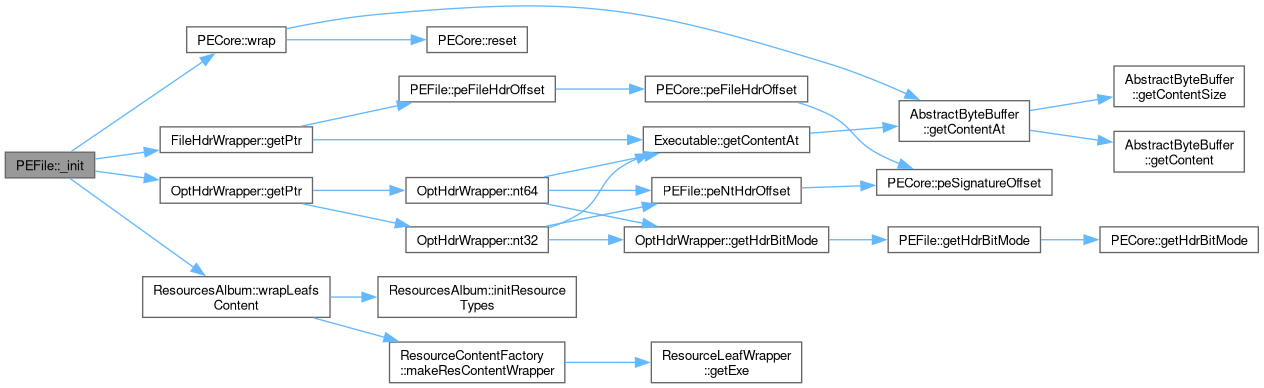 PEFile::_init
PECore::wrap
PECore::reset
FileHdrWrapper::getPtr
PEFile::peFileHdrOffset
PECore::peFileHdrOffset
Executable::getContentAt
AbstractByteBuffer
::getContentAt
AbstractByteBuffer
::getContentSize
AbstractByteBuffer
::getContent
OptHdrWrapper::getPtr
OptHdrWrapper::nt64
PEFile::peNtHdrOffset
PECore::peSignatureOffset
OptHdrWrapper::nt32
OptHdrWrapper::getHdrBitMode
PEFile::getHdrBitMode
PECore::getHdrBitMode
ResourcesAlbum::wrapLeafs
Content
ResourcesAlbum::initResource
Types
ResourceContentFactory
::makeResContentWrapper
ResourceLeafWrapper
::getExe